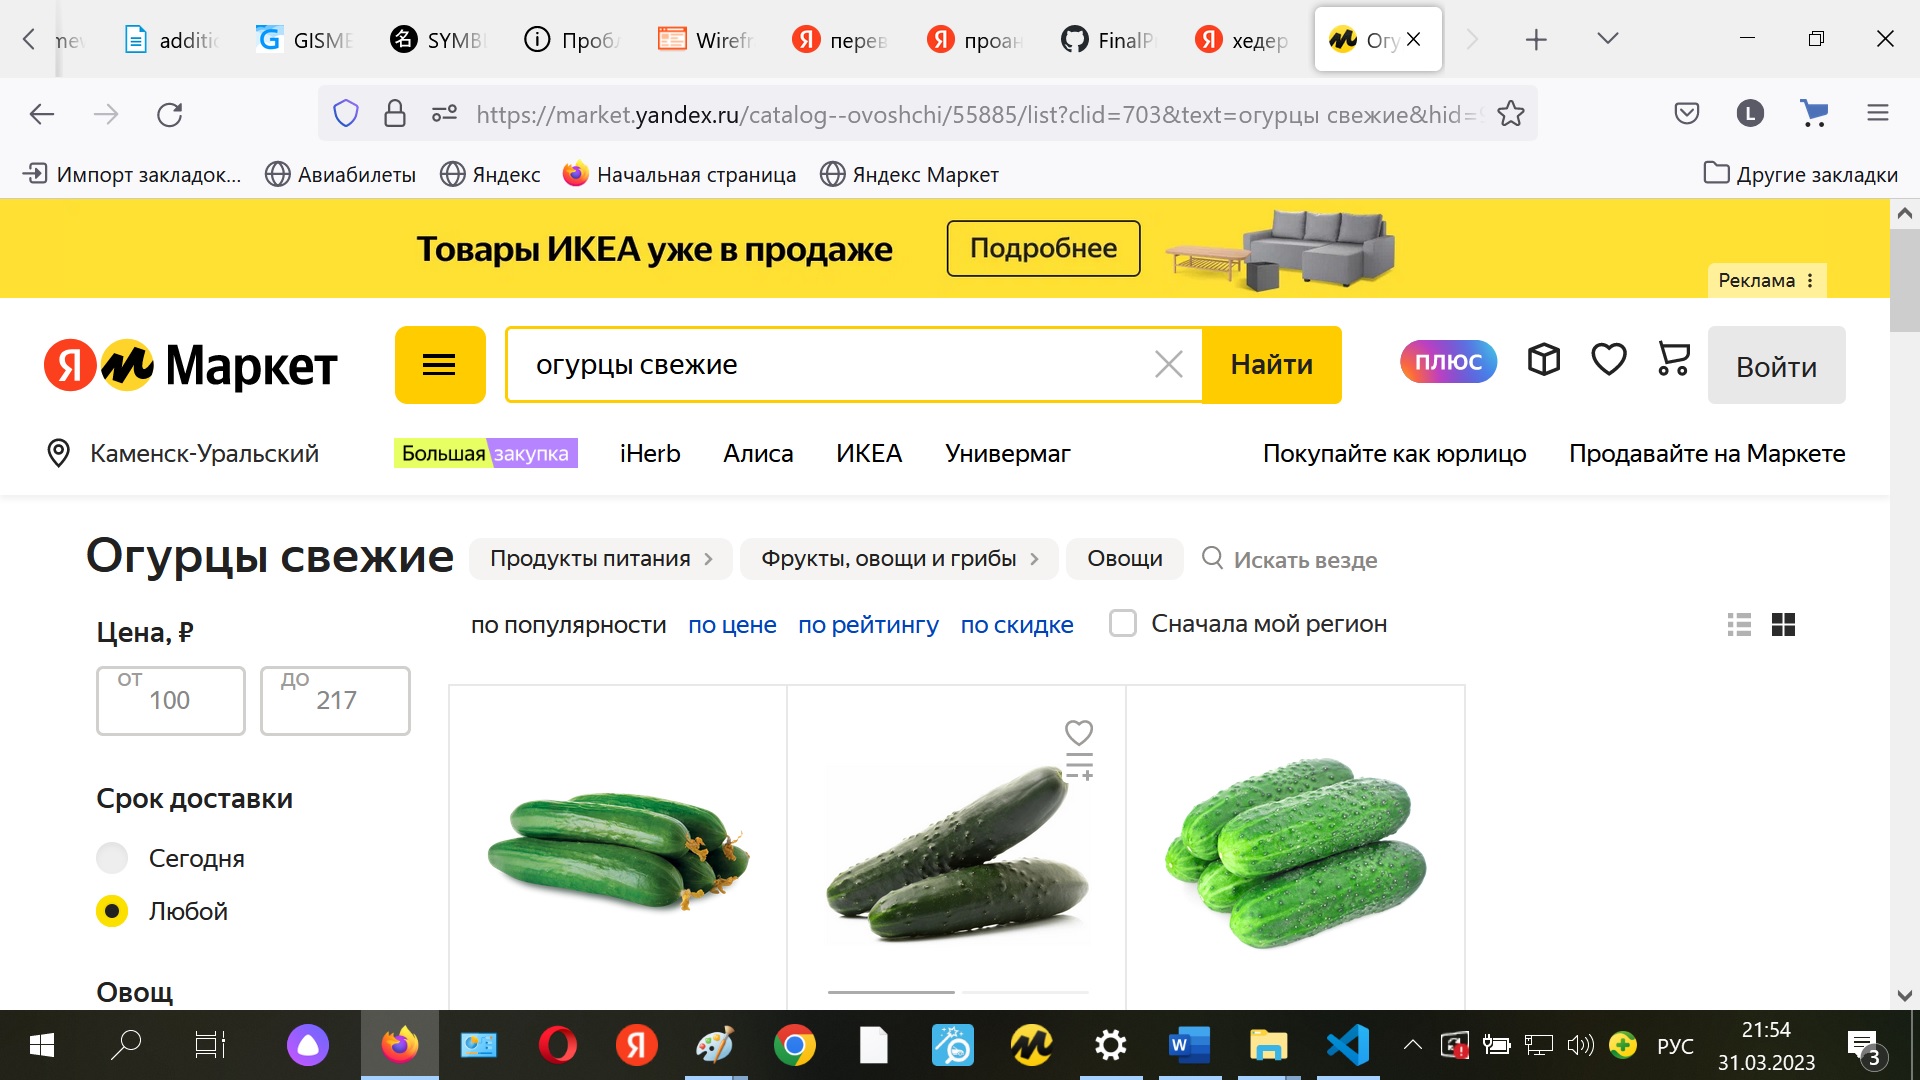 additi
GISME
SYMB
Проб
Wirefr
перев
проан
FinalP
хедер
Огу
https://market.yandex.ru/catalog--ovoshchi/55885/list?clid=703&text=огурцы свежие&hid=
L
Импорт закладок...
Авиабилеты
Яндекс
Начальная страница
Яндекс Маркет
Другие закладки
Товары ИКЕА уже в продаже
Подробнее
Реклама
Я Маркет
огурцы свежие
Найти
плюс
Войти
Каменск-Уральский
Большая закупка
iHerb
Алиса
ИКЕА
Универмаг
Покупайте как юрлицо
Продавайте на Маркете
Огурцы свежие
Продукты питания
Фрукты, овощи и грибы
Овощи
Искать везде
Цена, ₽
по популярности
по цене
по рейтингу
по скидке
Сначала мой регион
от 100
до 217
Срок доставки
Сегодня
Любой
Овощ
РУС
21:54
31.03.2023
3